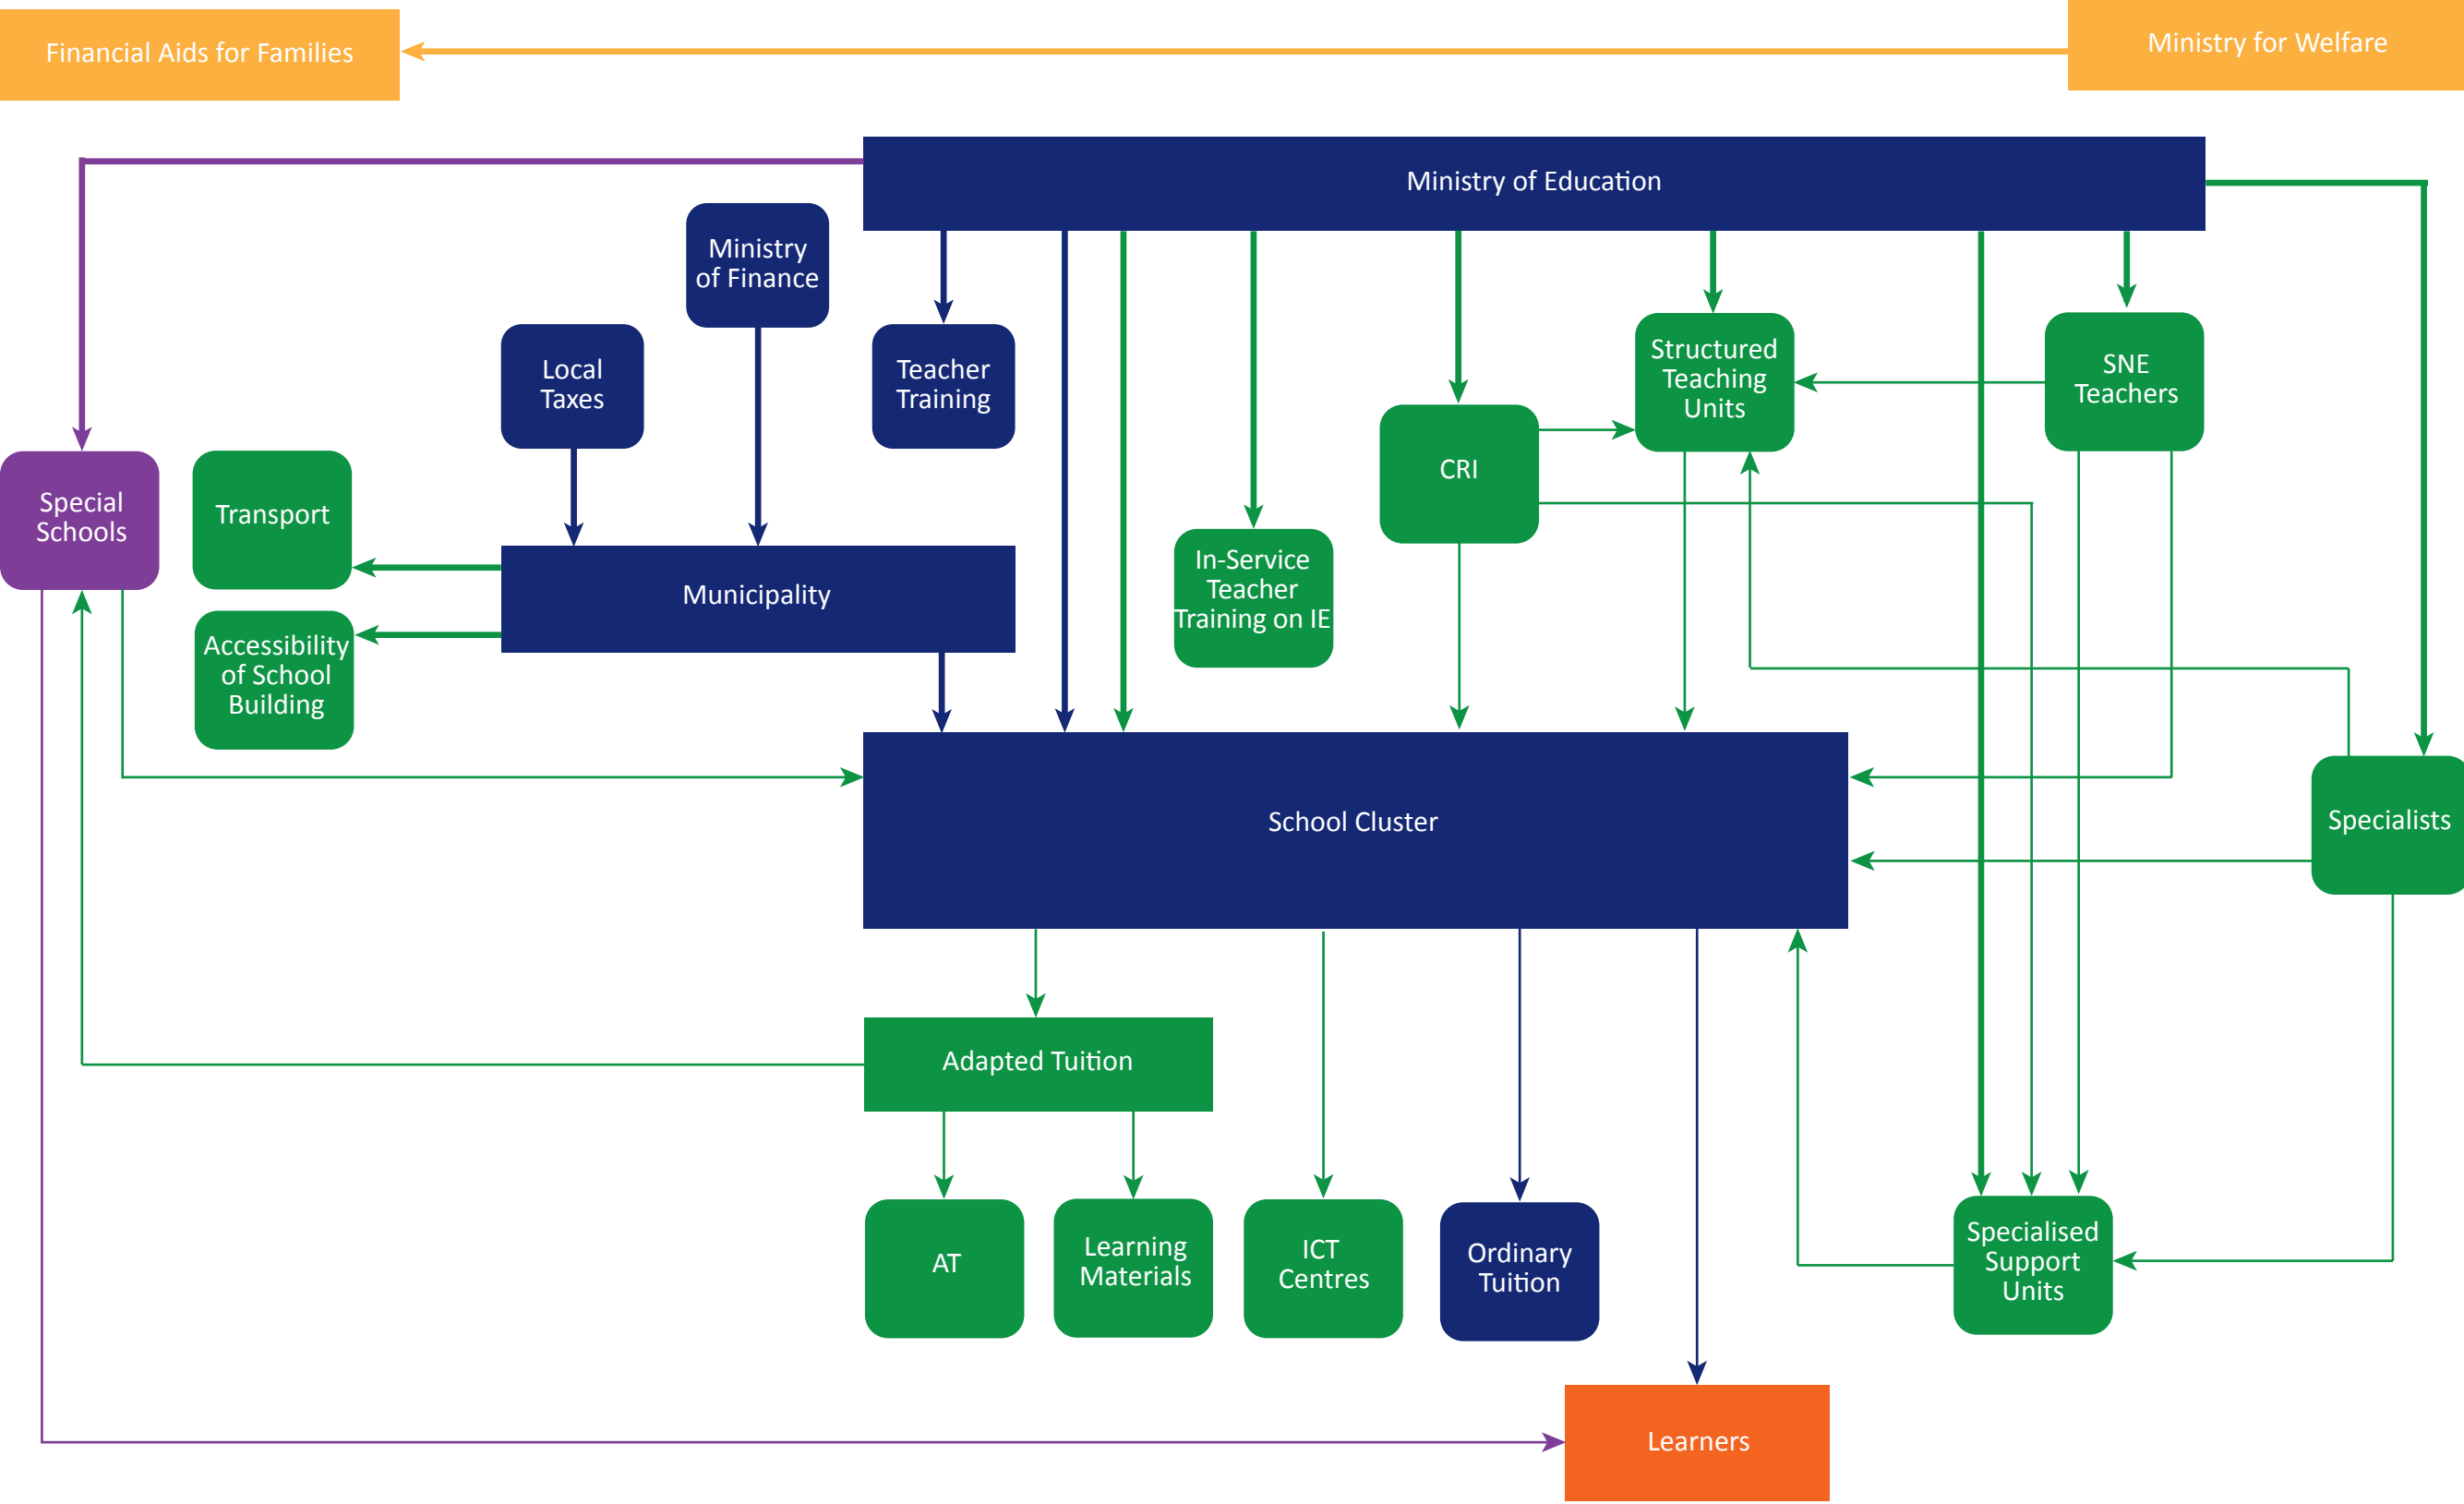 Financial Aids for Families
Ministry for Welfare
Ministry of Education
Ministry
of Finance
Local
Taxes
Teacher
Training
Structured
Teaching
Units
SNE
Teachers
CRI
Special
Schools
Transport
In-Service
Teacher
Training on IE
Municipality
Accessibility
of School
Building
School Cluster
Specialists
Adapted Tuition
AT
Learning
Materials
ICT
Centres
Ordinary
Tuition
Specialised
Support
Units
Learners